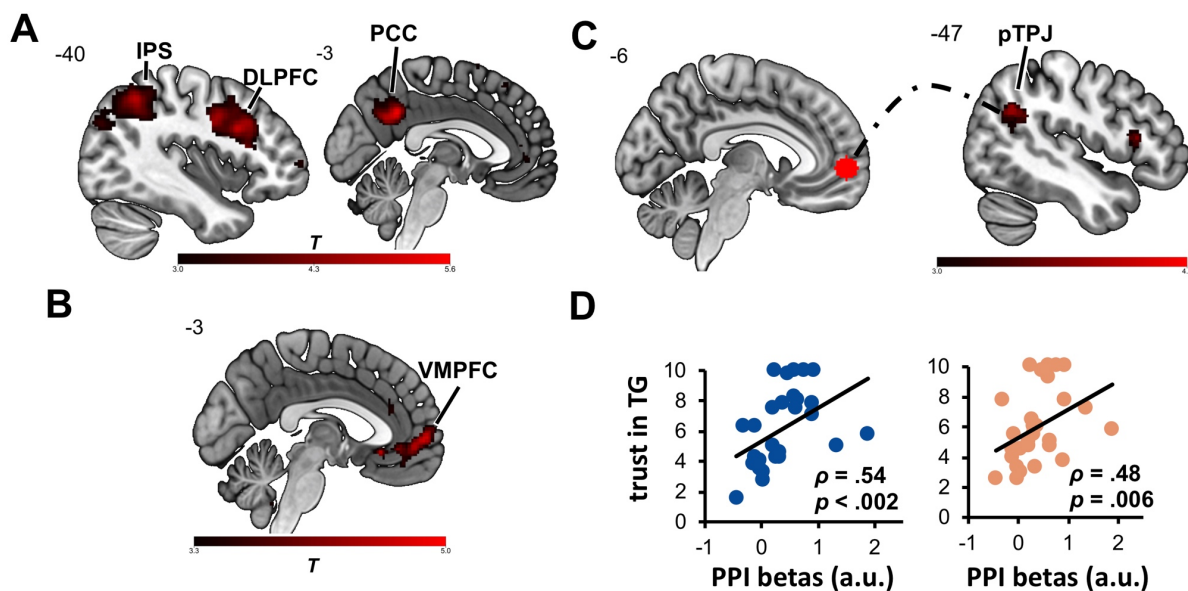 A
-40
IPS
DLPFC
-3
PCC
T
3.0 4.3 5.6
B
-3
VMPFC
3.3 5.0
T
C
-6
-47
pTPJ
3.0 4.
D
trust in TG
10
8
6
4
2
0
-1 0 1 2
PPI betas (a.u.)
ρ = .54
p < .002
10
8
6
4
2
0
-1 0 1 2
PPI betas (a.u.)
ρ = .48
p = .006